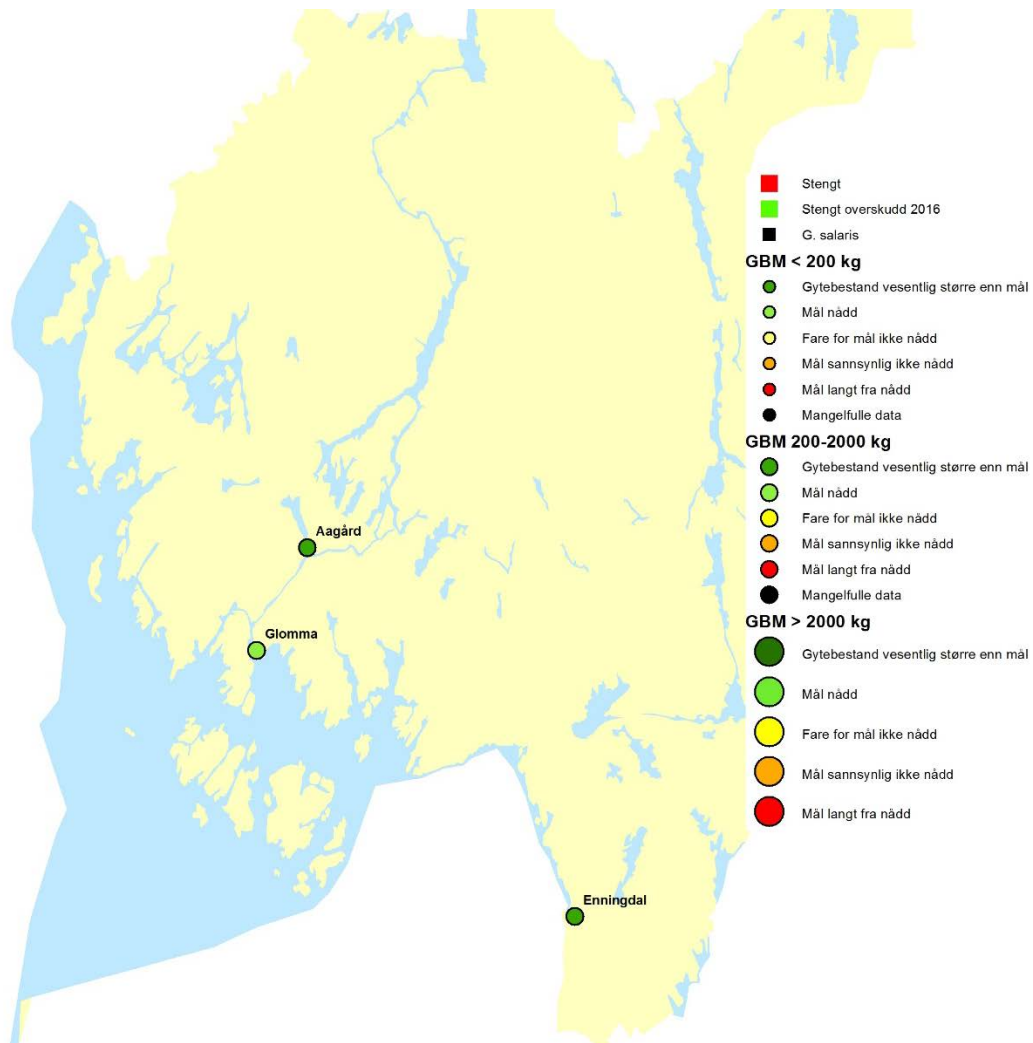 Stengt
Stengt overskudd 2016
G. salaris
GBM < 200 kg
Gytebestand vesentlig større enn mål
Mål nådd
Fare for mål ikke nådd
Mål sannsynlig ikke nådd
Mål langt fra nådd
Mangelfulle data
GBM 200-2000 kg
Gytebestand vesentlig større enn mål
Mål nådd
Fare for mål ikke nådd
Mål sannsynlig ikke nådd
Mål langt fra nådd
Mangelfulle data
GBM > 2000 kg
Gytebestand vesentlig større enn mål
Mål nådd
Fare for mål ikke nådd
Mål sannsynlig ikke nådd
Mål langt fra nådd
Aagård
Glomma
Enningdal